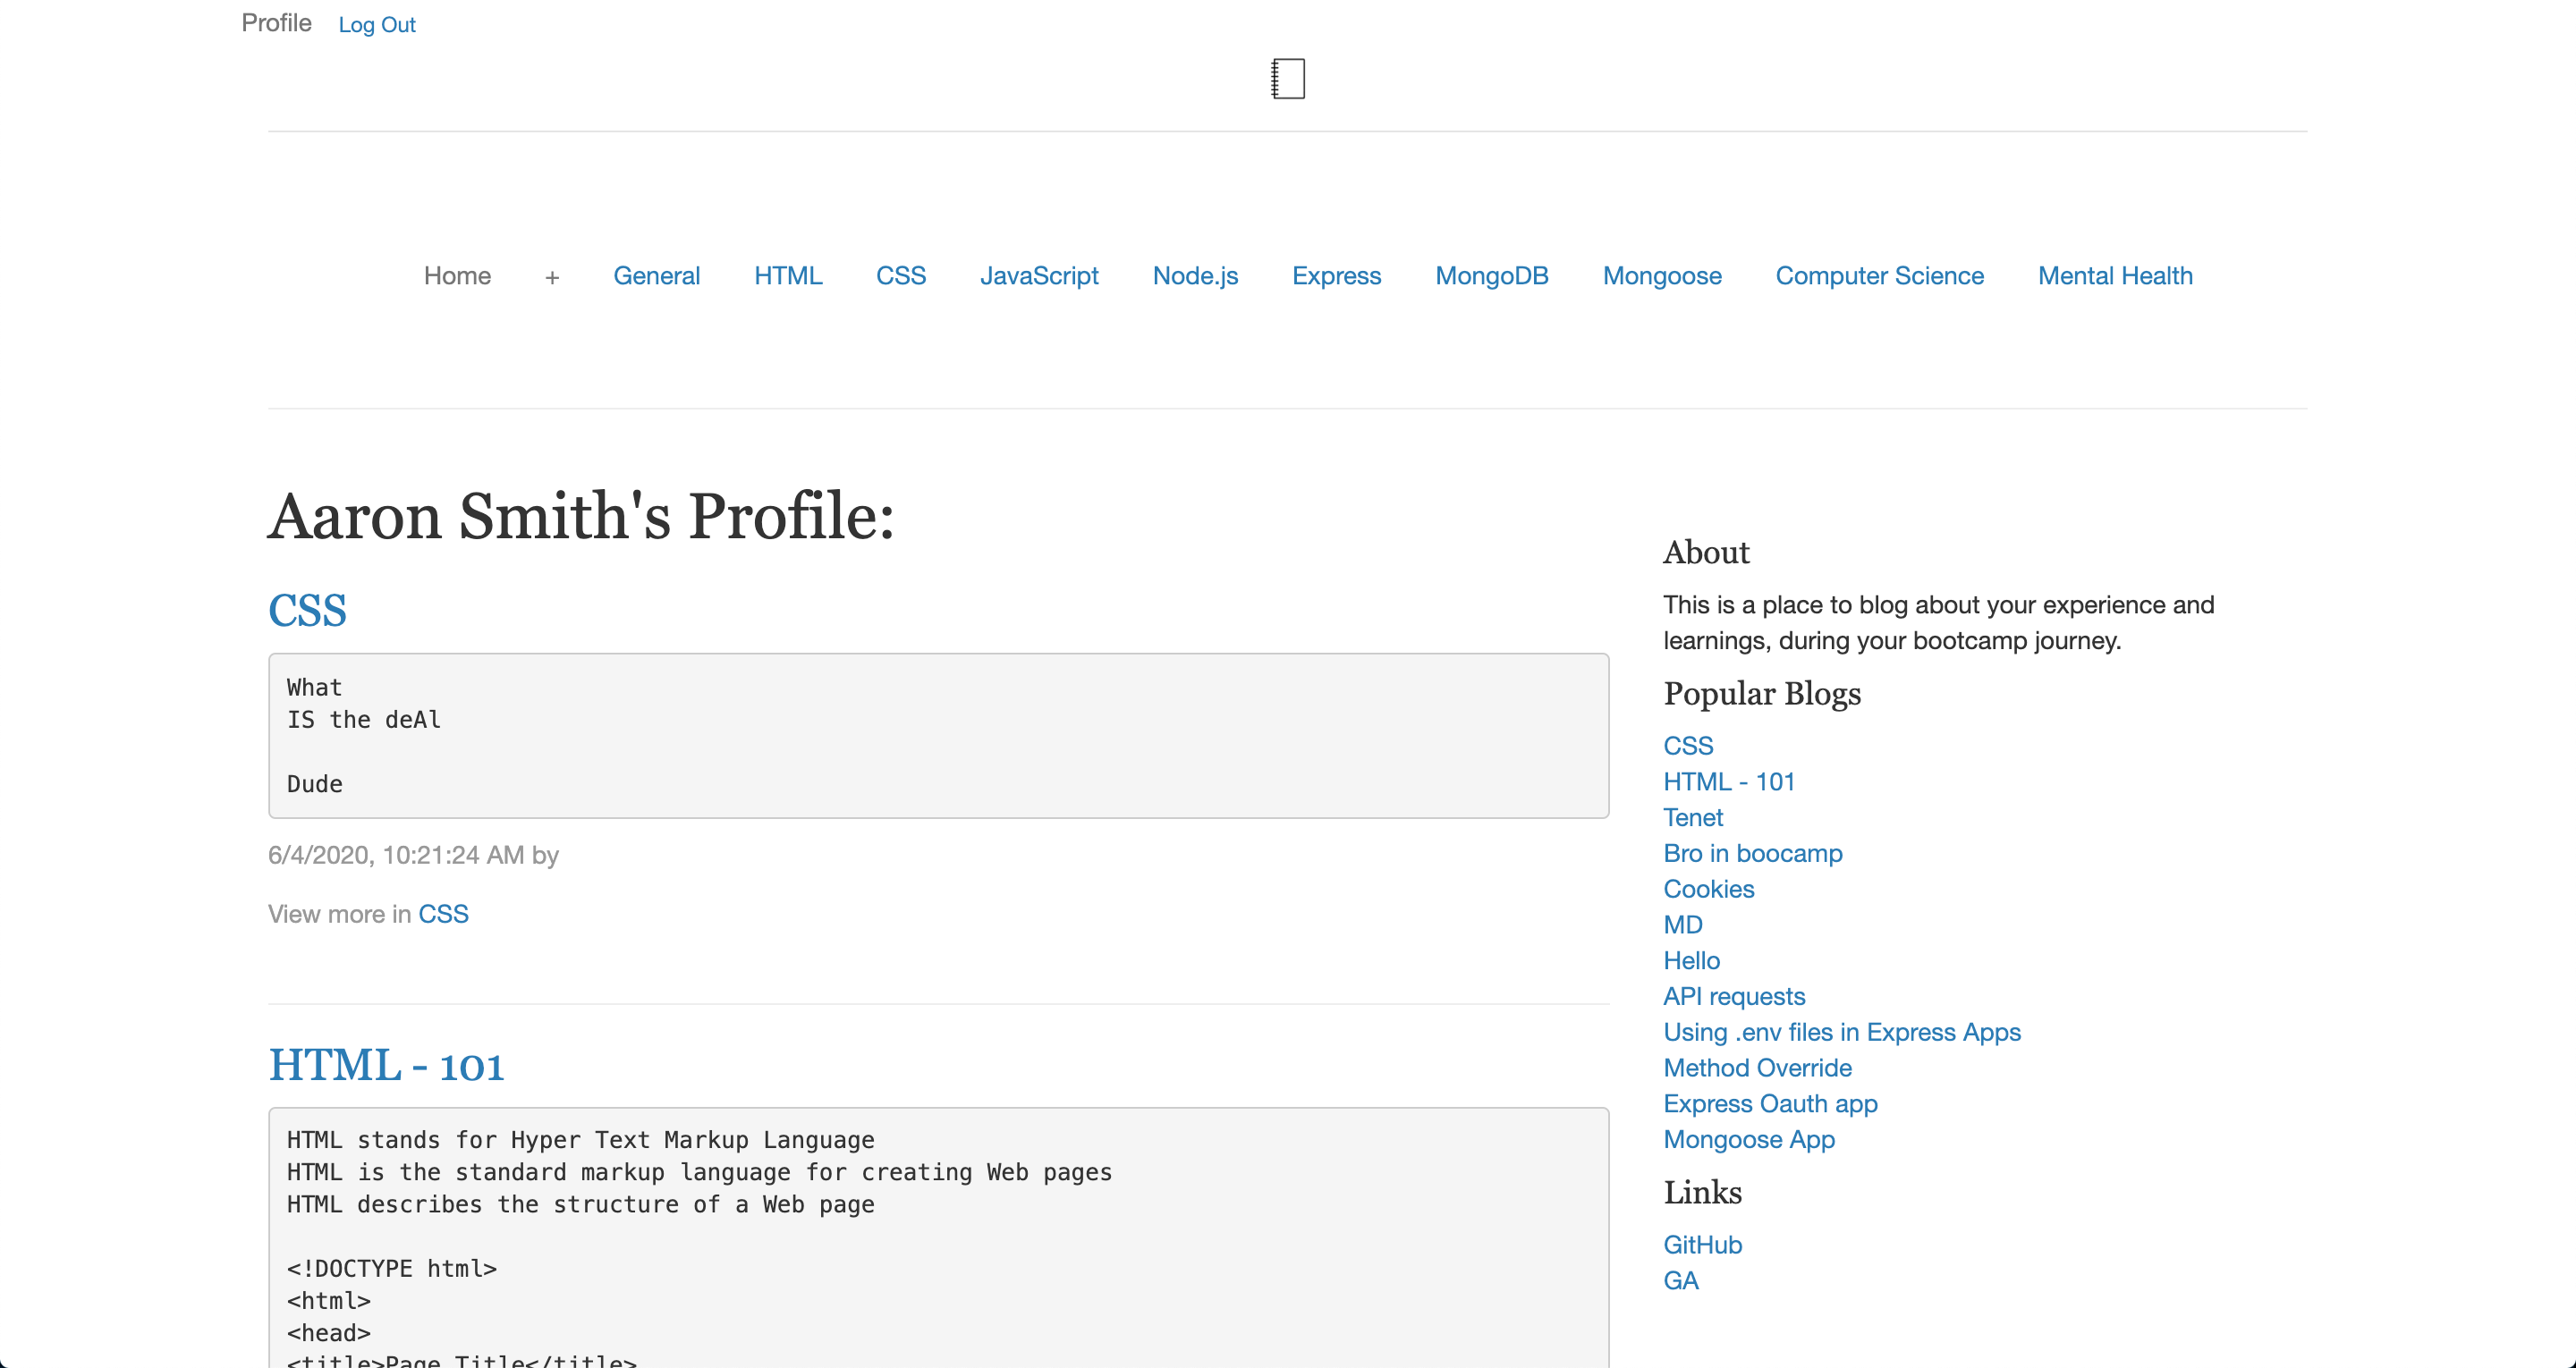 Profile Log Out
Home + General HTML CSS JavaScript Node.js Express MongoDB Mongoose Computer Science Mental Health
Aaron Smith's Profile:
CSS
What
IS the deAl
Dude
6/4/2020, 10:21:24 AM by
View more in CSS
HTML - 101
HTML stands for Hyper Text Markup Language
HTML is the standard markup language for creating Web pages
HTML describes the structure of a Web page
<!DOCTYPE html>
<html>
<head>
<title>Page Title</title>
About
This is a place to blog about your experience and
learnings, during your bootcamp journey.
Popular Blogs
CSS
HTML - 101
Tenet
Bro in boocamp
Cookies
MD
Hello
API requests
Using .env files in Express Apps
Method Override
Express Oauth app
Mongoose App
Links
GitHub
GA